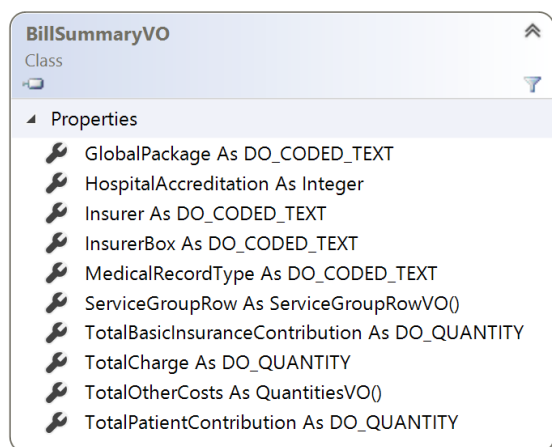 BillSummaryVO
Class
Properties
GlobalPackage As DO_CODED_TEXT
HospitalAccreditation As Integer
Insurer As DO_CODED_TEXT
InsurerBox As DO_CODED_TEXT
MedicalRecordType As DO_CODED_TEXT
ServiceGroupRow As ServiceGroupRowVO()
TotalBasicInsuranceContribution As DO_QUANTITY
TotalCharge As DO_QUANTITY
TotalOtherCosts As QuantitiesVO()
TotalPatientContribution As DO_QUANTITY